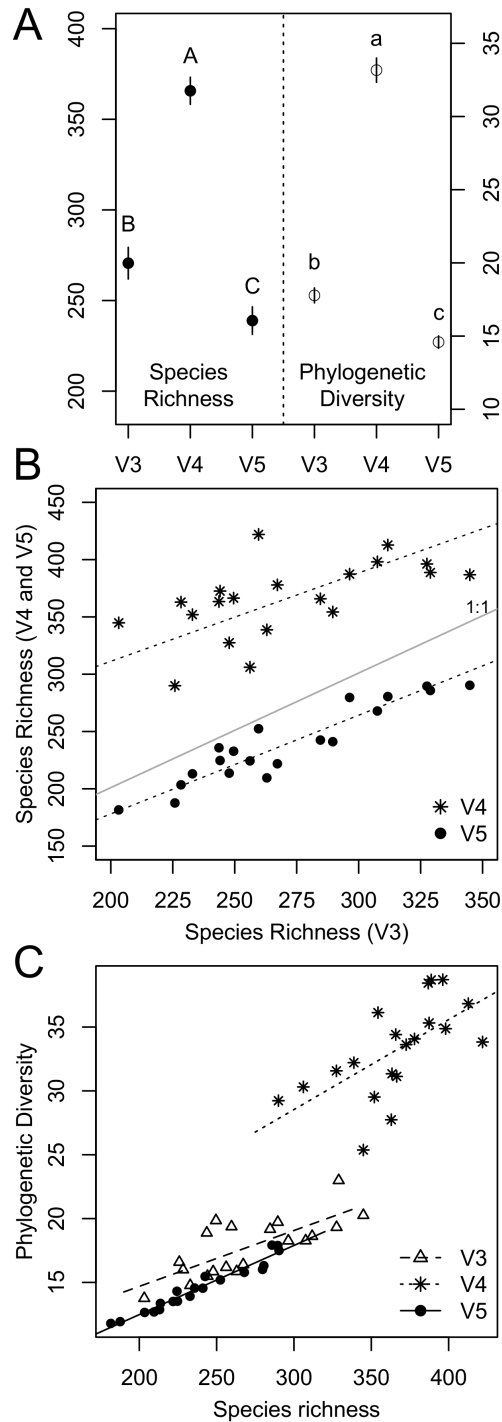 A
400
350
300
250
200
35
30
25
20
15
10
A
B
C
a
b
c
Species
Richness
Phylogenetic
Diversity
V3 V4 V5 V3 V4 V5
B
450
400
350
300
250
200
150
Species Richness (V4 and V5)
1:1
V4
V5
200 225 250 275 300 325 350
Species Richness (V3)
C
35
30
25
20
15
Phylogenetic Diversity
V3
V4
V5
200 250 300 350 400
Species richness